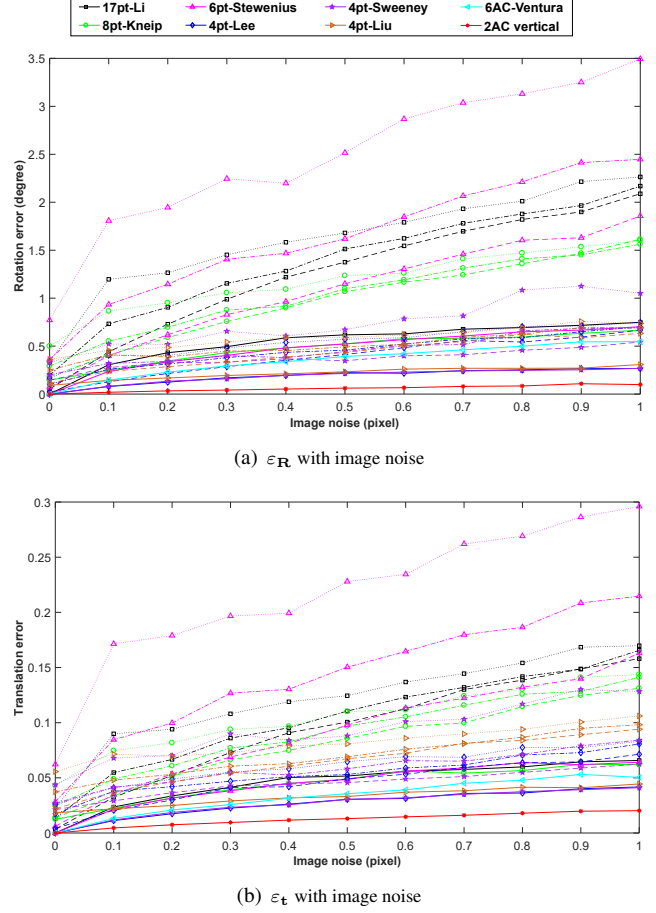 17pt-Li 6pt-Stewenius 4pt-Sweeney 6AC-Ventura
8pt-Kneip 4pt-Lee 4pt-Liu 2AC vertical
3.5
3
2.5
2
1.5
1
0.5
0
Rotation error (degree)
0 0.1 0.2 0.3 0.4 0.5 0.6 0.7 0.8 0.9 1
Image noise (pixel)
(a) εR with image noise
0.3
0.25
0.2
0.15
0.1
0.05
0
Translation error
0 0.1 0.2 0.3 0.4 0.5 0.6 0.7 0.8 0.9 1
Image noise (pixel)
(b) εt with image noise